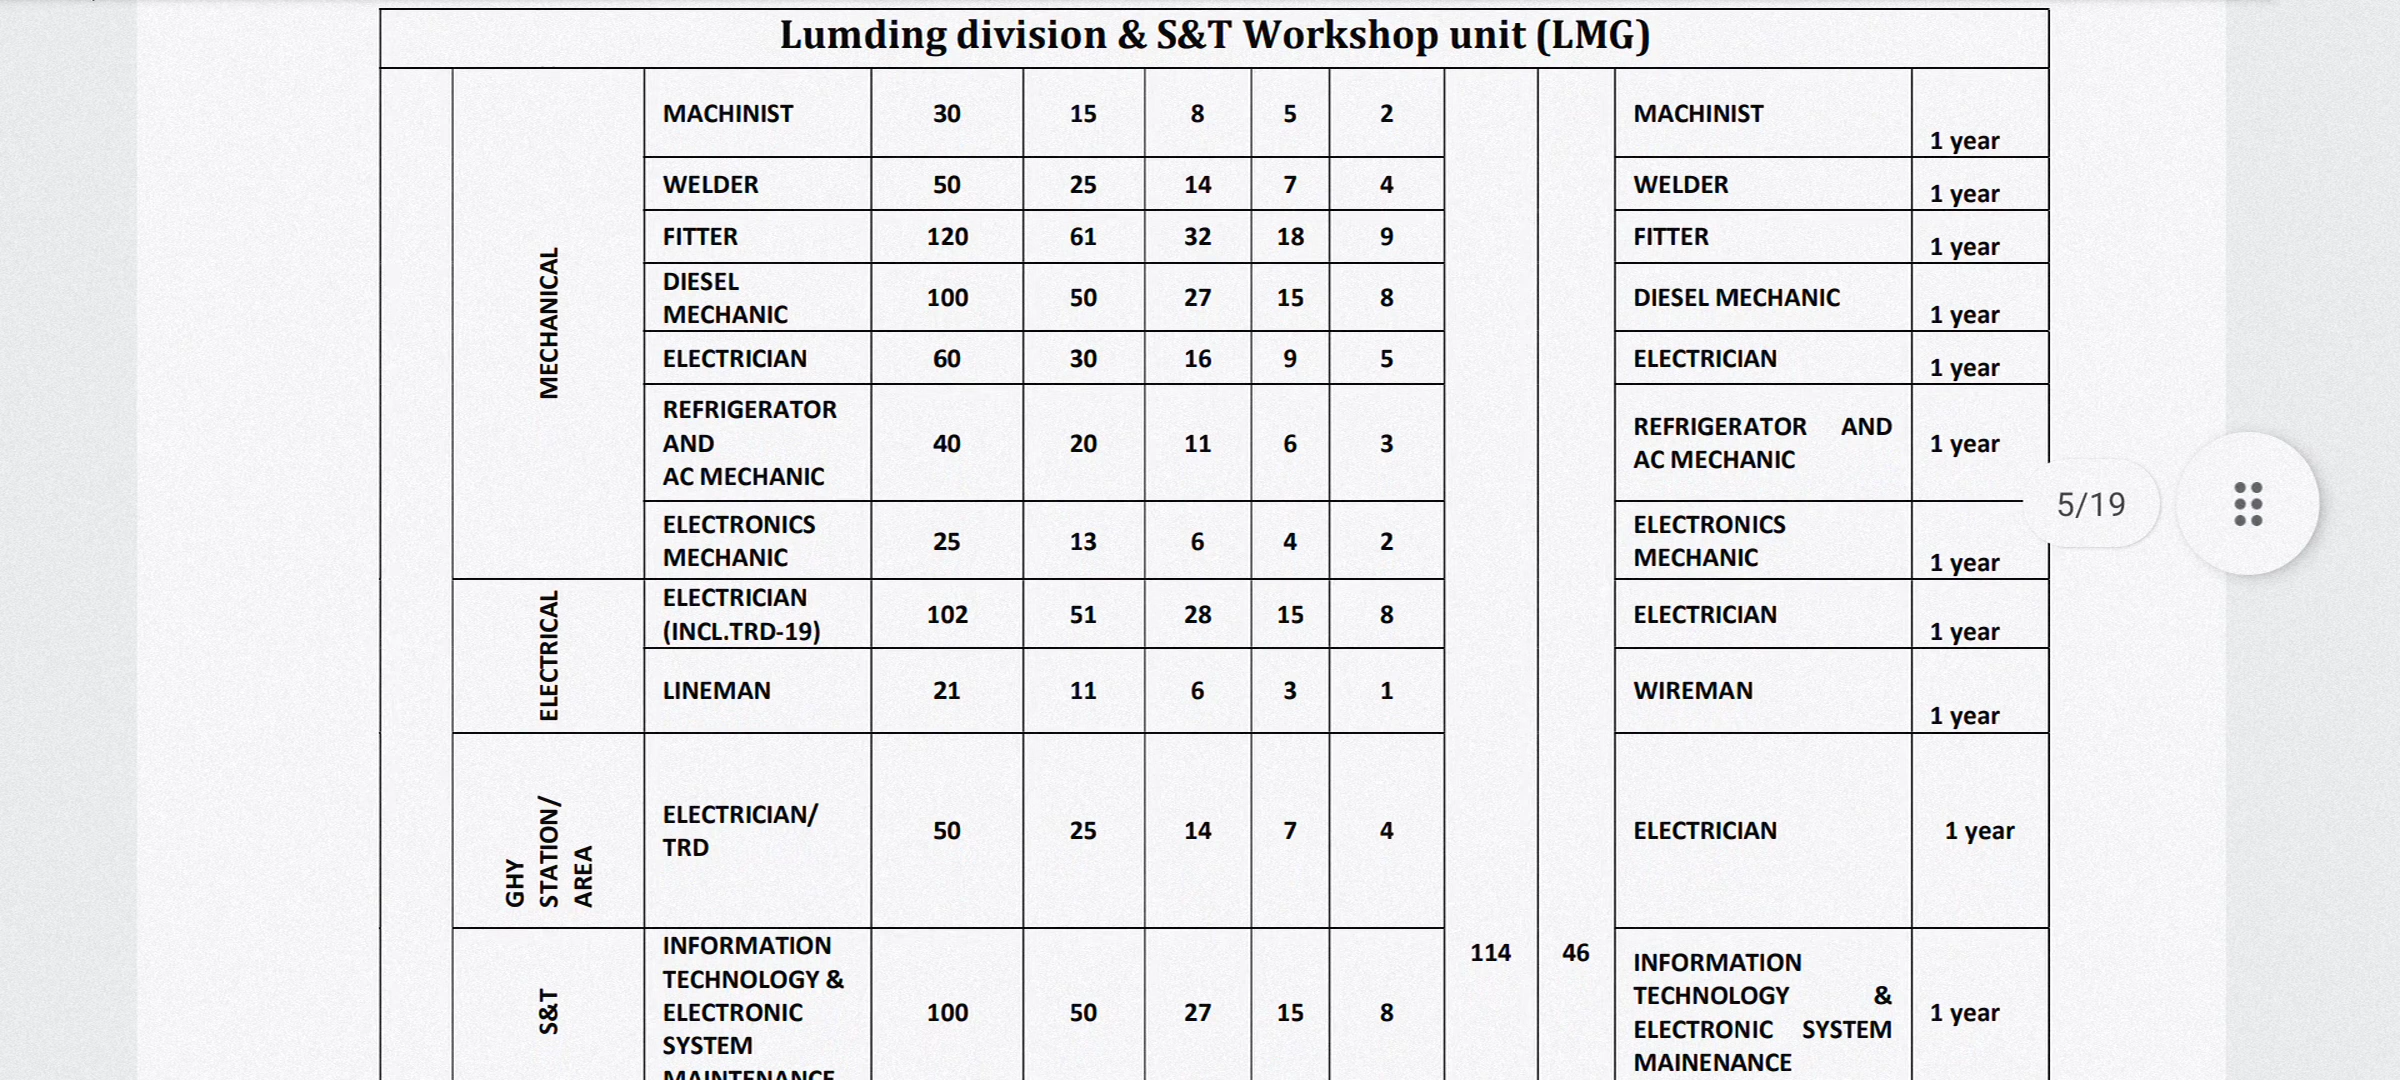 Lumding division & S&T Workshop unit (LMG)
MECHANICAL
MACHINIST 30 15 8 5 2 MACHINIST 1 year
WELDER 50 25 14 7 4 WELDER 1 year
FITTER 120 61 32 18 9 FITTER 1 year
DIESEL
MECHANIC 100 50 27 15 8 DIESEL MECHANIC 1 year
ELECTRICIAN 60 30 16 9 5 ELECTRICIAN 1 year
REFRIGERATOR
AND
AC MECHANIC 40 20 11 6 3 REFRIGERATOR AND
AC MECHANIC 1 year
ELECTRONICS
MECHANIC 25 13 6 4 2 ELECTRONICS
MECHANIC 1 year
5/19
ELECTRICAL
ELECTRICIAN
(INCL.TRD-19) 102 51 28 15 8 ELECTRICIAN 1 year
LINEMAN 21 11 6 3 1 WIREMAN 1 year
GHY
STATION/
AREA
ELECTRICIAN/
TRD 50 25 14 7 4 ELECTRICIAN 1 year
114 46
S&T
INFORMATION
TECHNOLOGY &
ELECTRONIC
SYSTEM
MAINTENANCE 100 50 27 15 8 INFORMATION
TECHNOLOGY &
ELECTRONIC SYSTEM
MAINENANCE 1 year